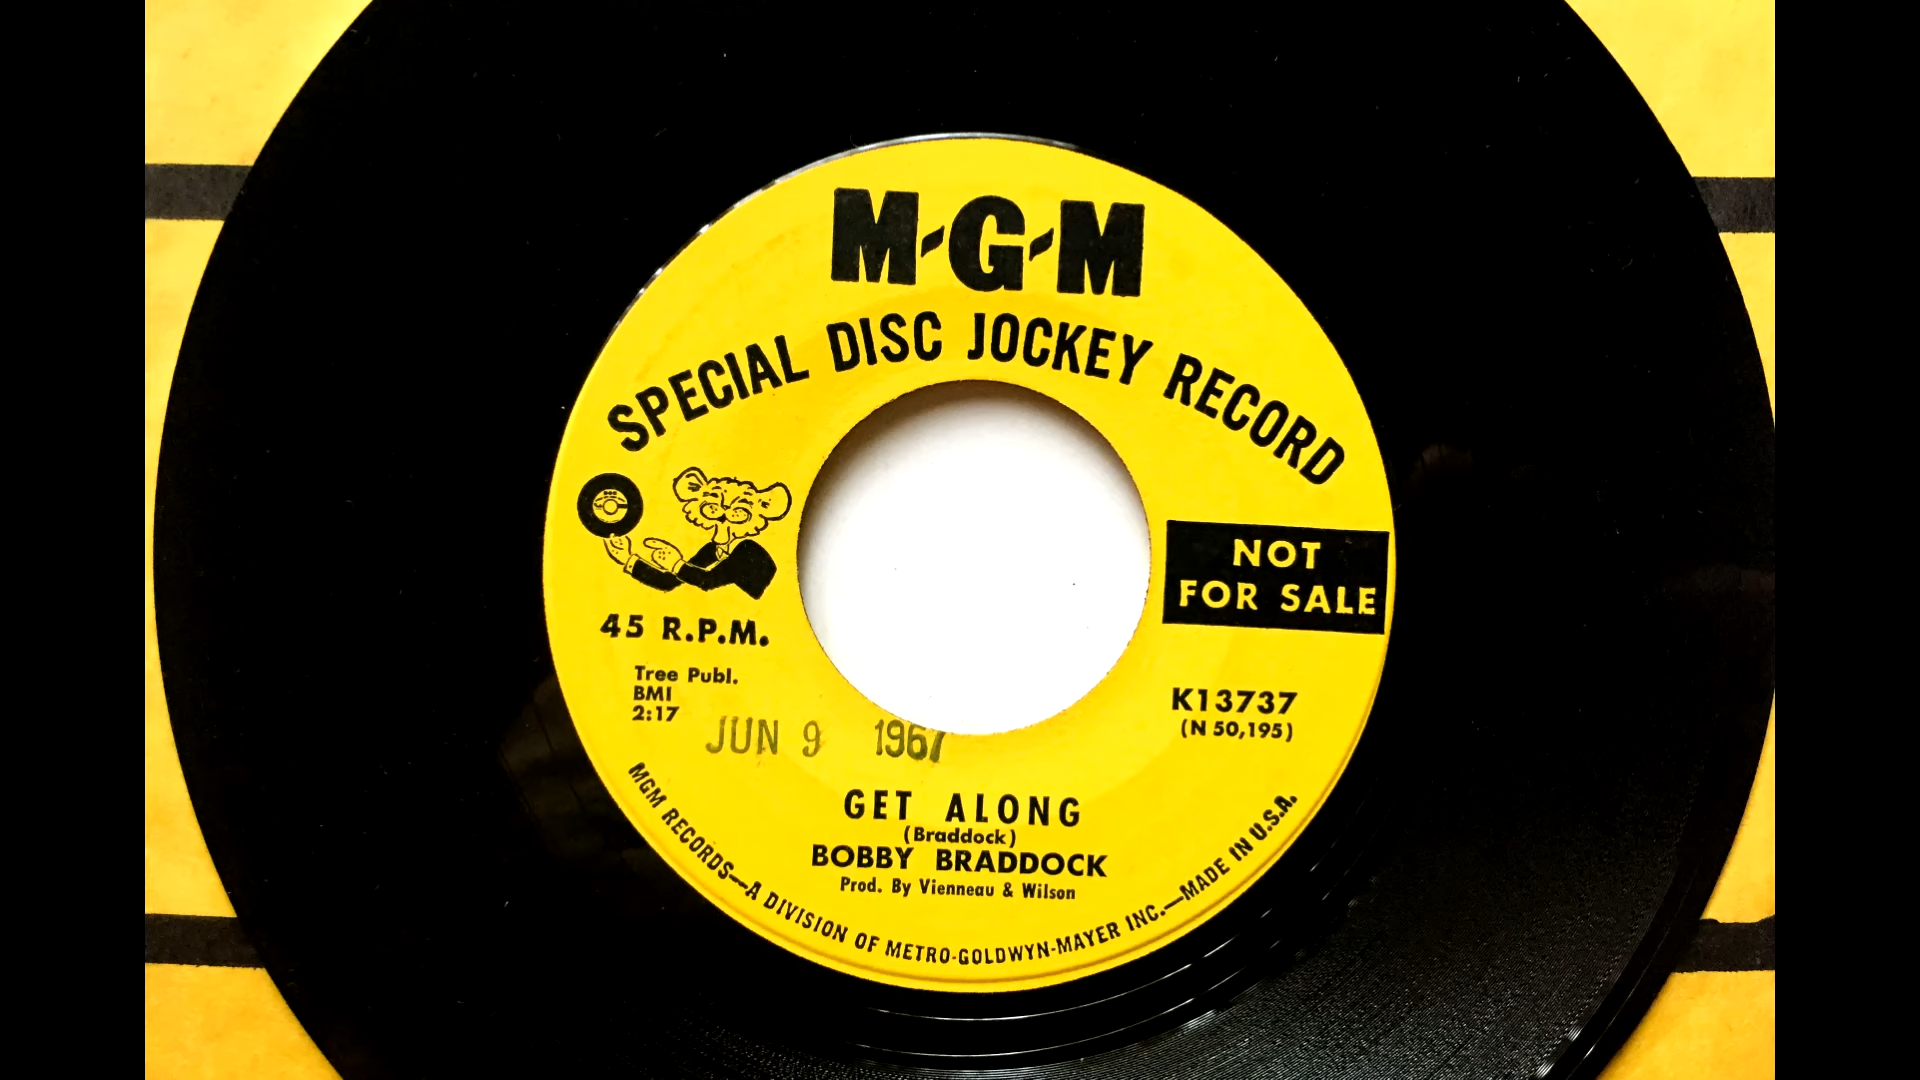 M-G-M
SPECIAL DISC JOCKEY RECORD
NOT
FOR SALE
45 R.P.M.
Tree Publ.
BMI
2:17
K13737
(N 50,195)
JUN 9 1967
GET ALONG
(Braddock)
BOBBY BRADDOCK
Prod. By Vienneau & Wilson
MGM RECORDS—A DIVISION OF METRO-GOLDWYN-MAYER INC.—MADE IN U.S.A.